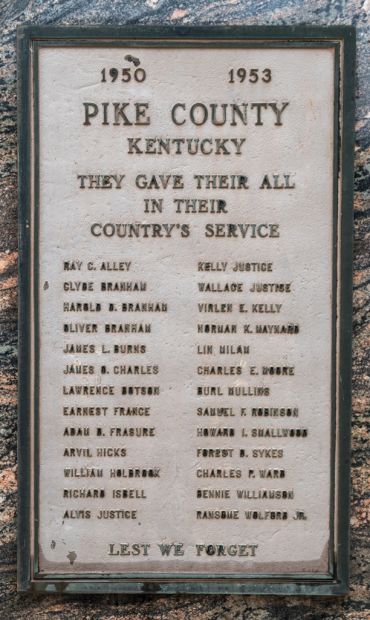 1950 1953
PIKE COUNTY
KENTUCKY
THEY GAVE THEIR ALL
IN THEIR
COUNTRY'S SERVICE
RAY C. ALLEY
CLYDE BRANHAM
HAROLD D. BRANHAM
OLIVER BRANHAM
JAMES L. BURNS
JAMES O. CHARLES
LAWRENCE DOTSON
EARNEST FRANCE
ADAM D. FRASURE
ARVIL HICKS
WILLIAM HOLBROOK
RICHARD ISBELL
ALVIS JUSTICE
KELLY JUSTICE
WALLACE JUSTICE
VIRLEN E. KELLY
NORMAN K. MAYNARD
LIN MILAM
CHARLES E. MOORE
BURL MULLINS
SAMUEL F. ROBINSON
HOWARD I. SMALLWOOD
FORREST D. SYKES
CHARLES P. WARD
BENNIE WILLIAMSON
RANSOME WOLFORD JR.
LEST WE FORGET